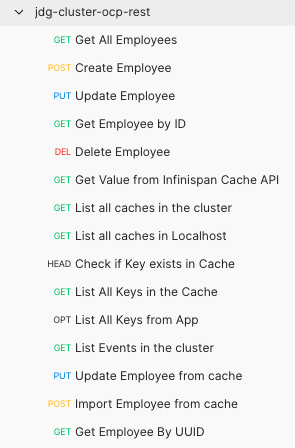 jdg-cluster-ocp-rest
GET Get All Employees
POST Create Employee
PUT Update Employee
GET Get Employee by ID
DEL Delete Employee
GET Get Value from Infinispan Cache API
GET List all caches in the cluster
GET List all caches in Localhost
HEAD Check if Key exists in Cache
GET List All Keys in the Cache
OPT List All Keys from App
GET List Events in the cluster
PUT Update Employee from cache
POST Import Employee from cache
GET Get Employee By UUID